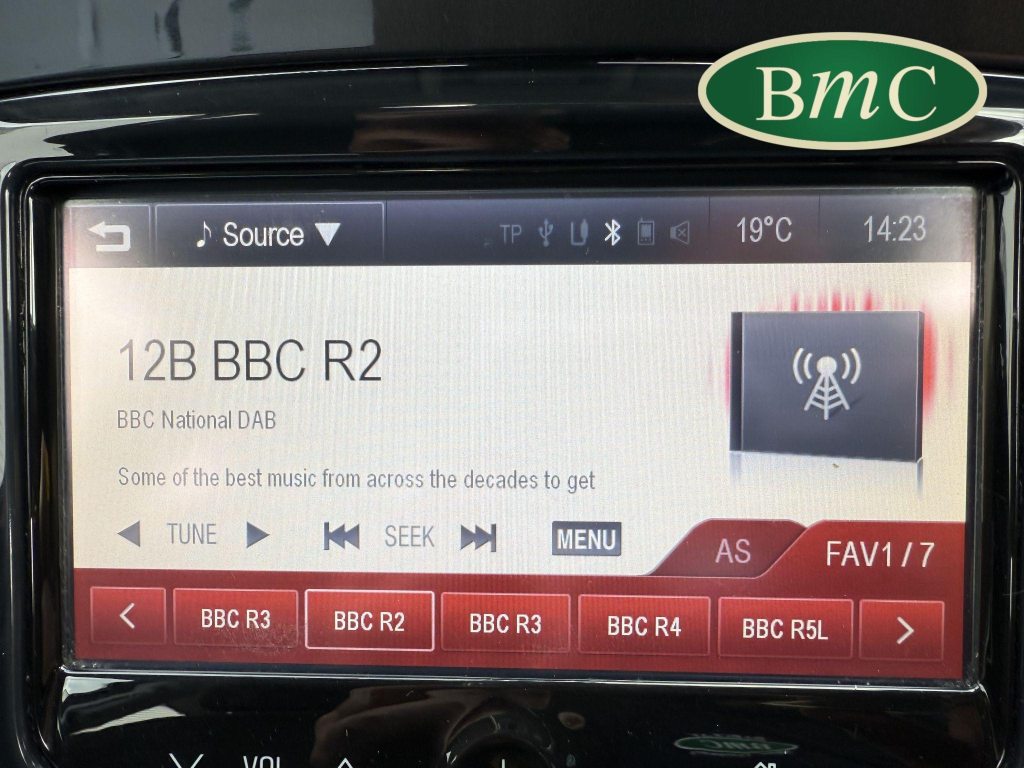 BmC
Source TP 19°C 14:23
12B BBC R2
BBC National DAB
Some of the best music from across the decades to get
TUNE SEEK MENU AS FAV1 / 7
BBC R3 BBC R2 BBC R3 BBC R4 BBC R5L
VOL
BMC